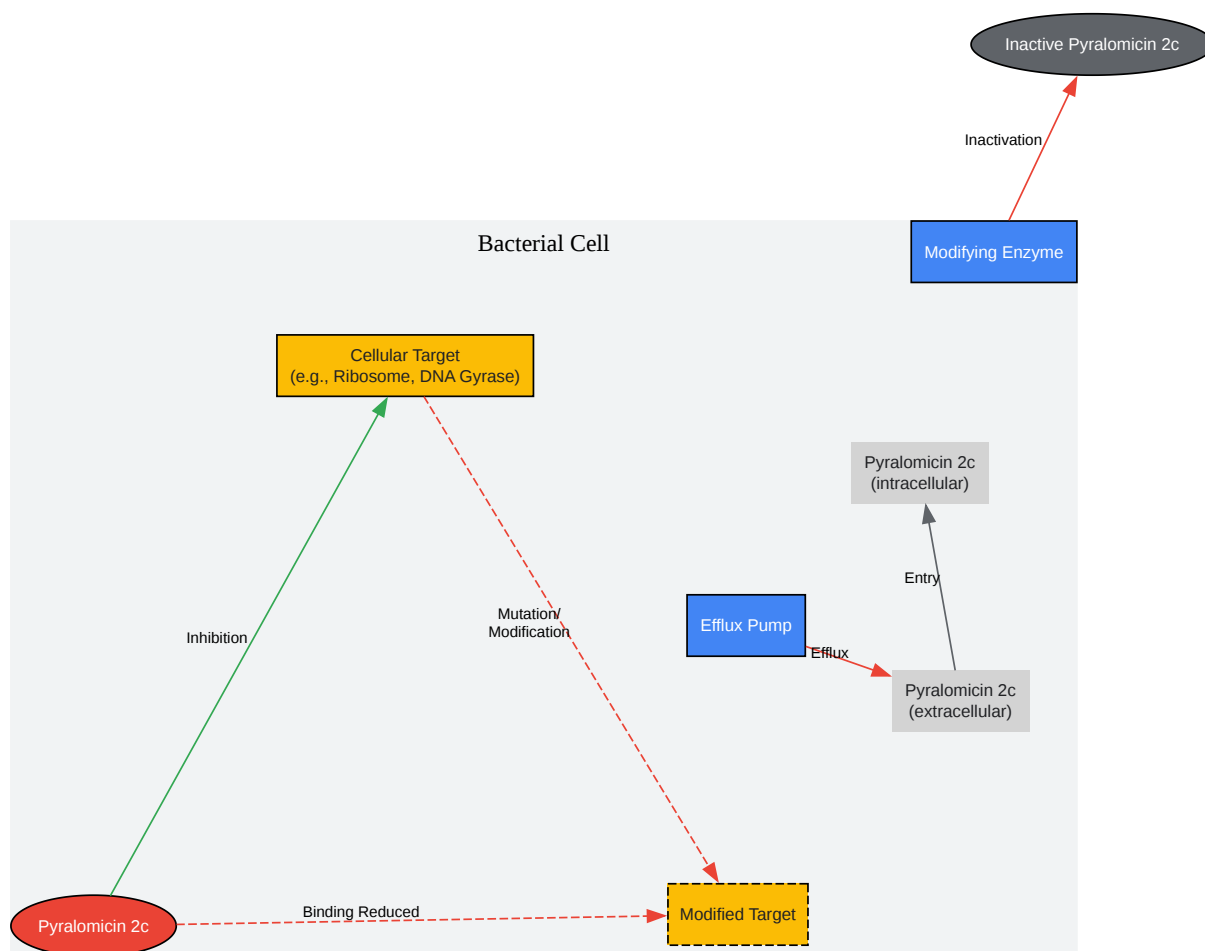 Inactive Pyralomicin 2c
Inactivation
Bacterial Cell
Modifying Enzyme
Cellular Target
(e.g., Ribosome, DNA Gyrase)
Pyralomicin 2c
(intracellular)
Entry
Mutation/
Modification
Efflux Pump
Inhibition
Efflux
Pyralomicin 2c
(extracellular)
Binding Reduced
Modified Target
Pyralomicin 2c